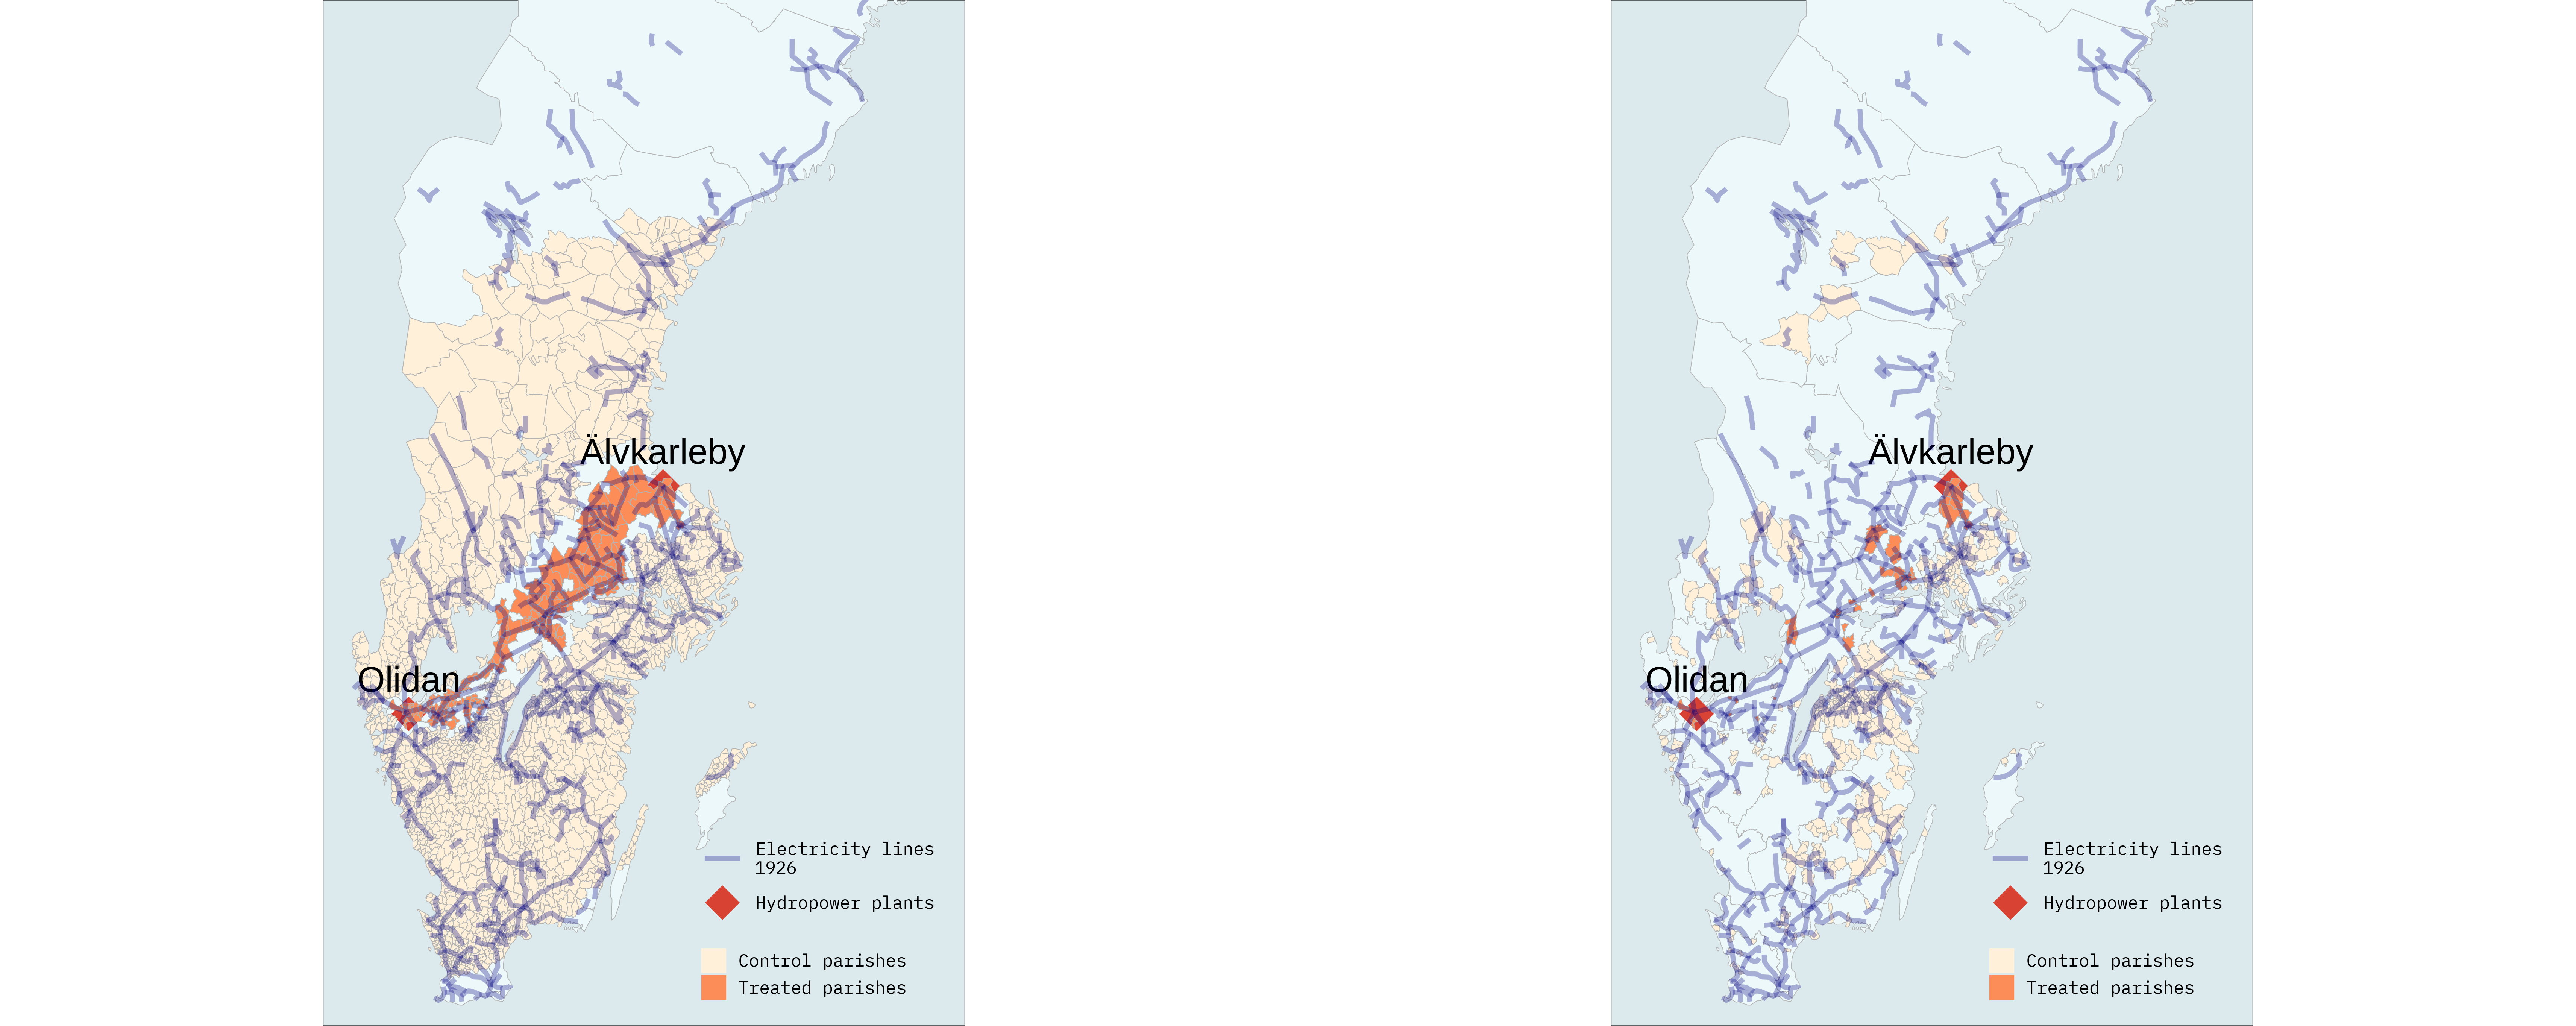 Älvkarleby
Olidan
Electricity lines
1926
Hydropower plants
Control parishes
Treated parishes
Älvkarleby
Olidan
Electricity lines
1926
Hydropower plants
Control parishes
Treated parishes